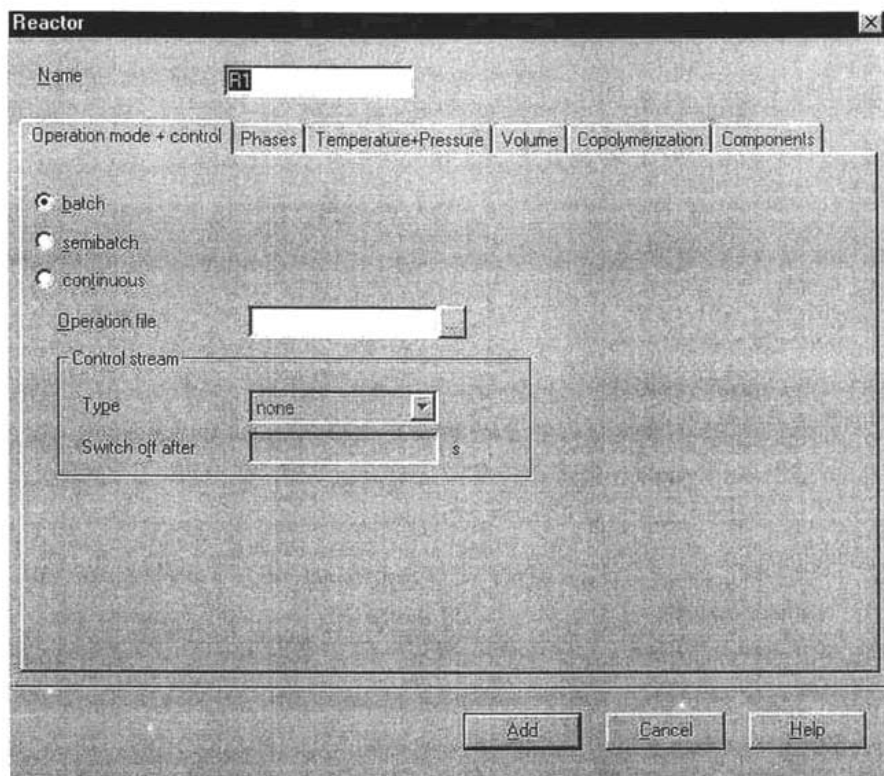 Reactor
Name R1
Operation mode + control Phases Temperature+Pressure Volume Copolymerization Components
batch
semibatch
continuous
Operation file ...
Control stream
Type none
Switch off after s
Add Cancel Help